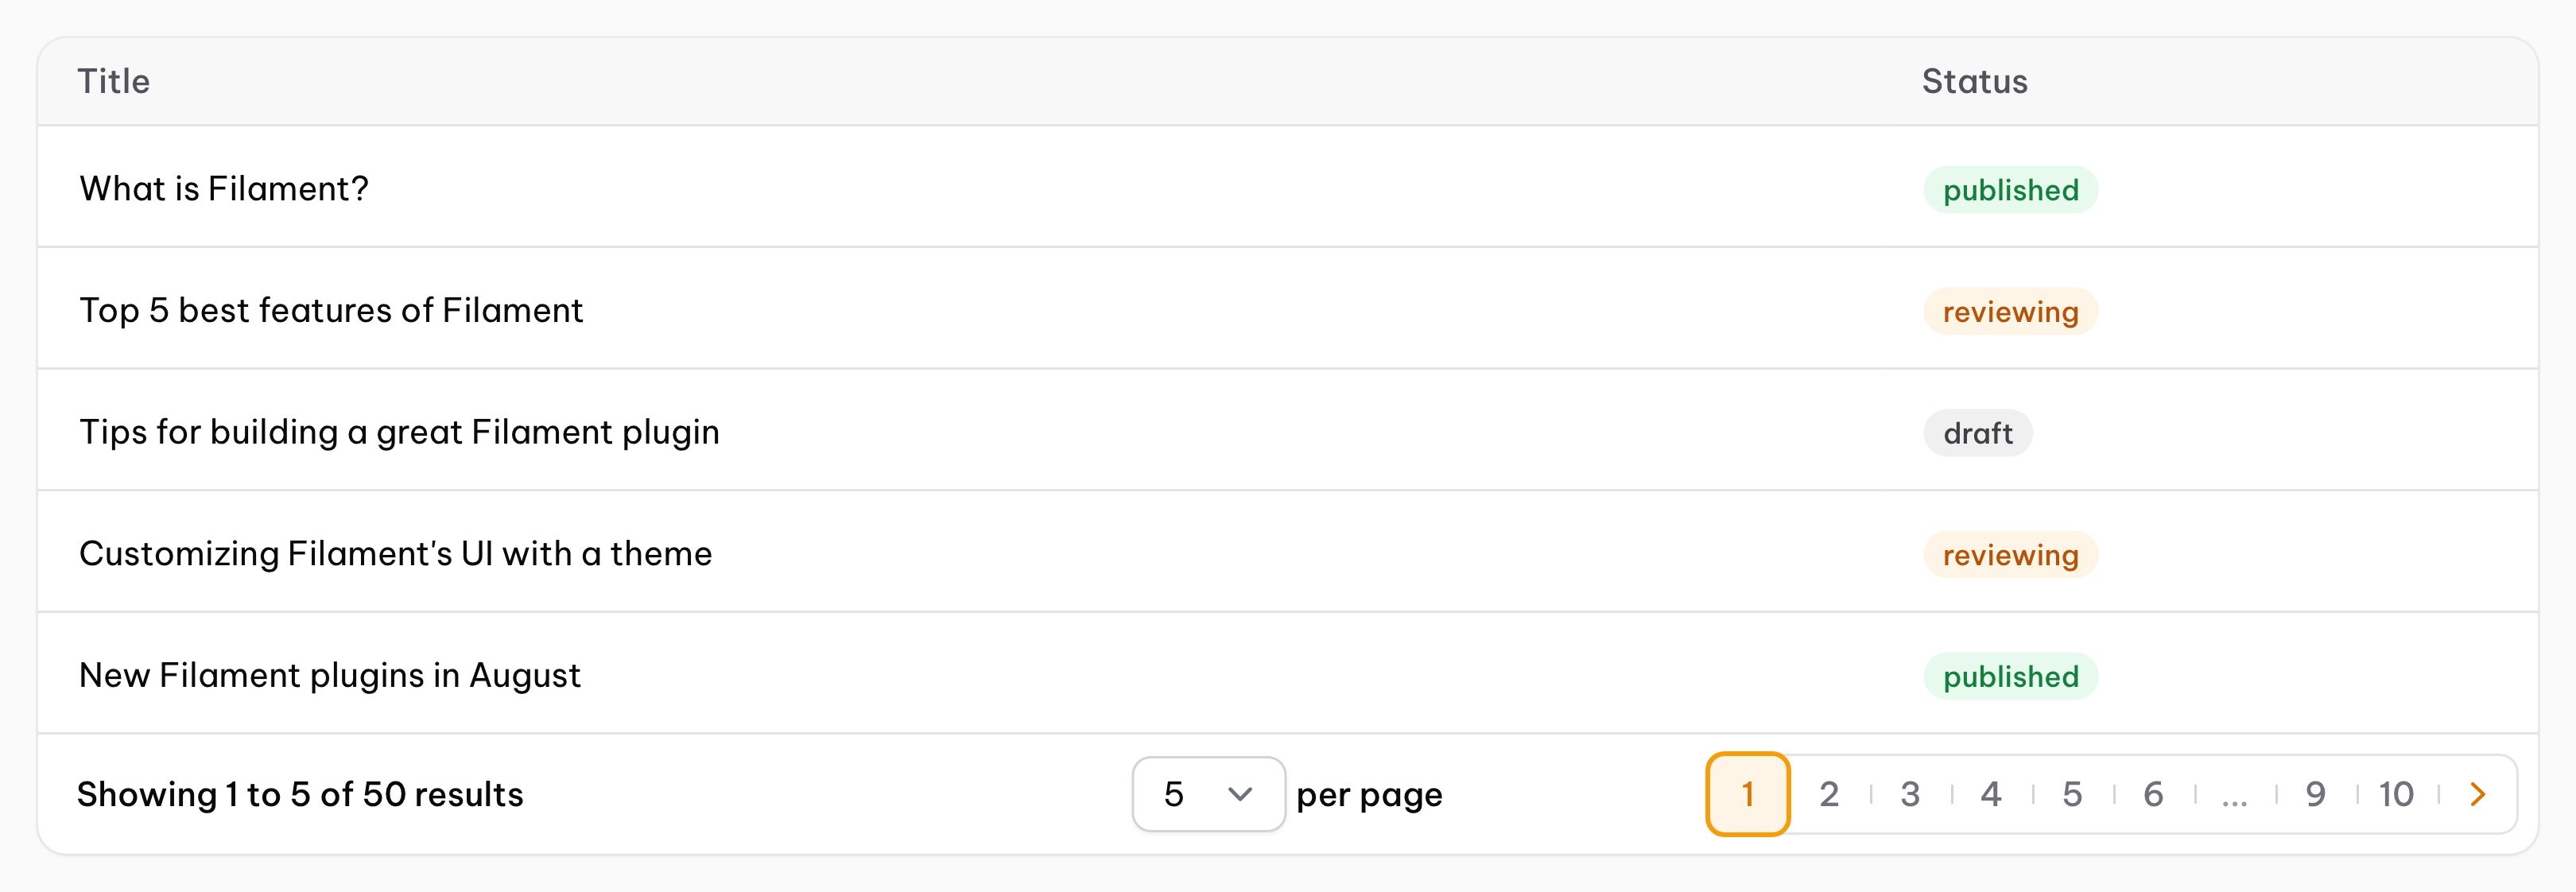 Title Status
What is Filament? published
Top 5 best features of Filament reviewing
Tips for building a great Filament plugin draft
Customizing Filament's UI with a theme reviewing
New Filament plugins in August published
Showing 1 to 5 of 50 results 5 per page 1 2 3 4 5 6 ... 9 10